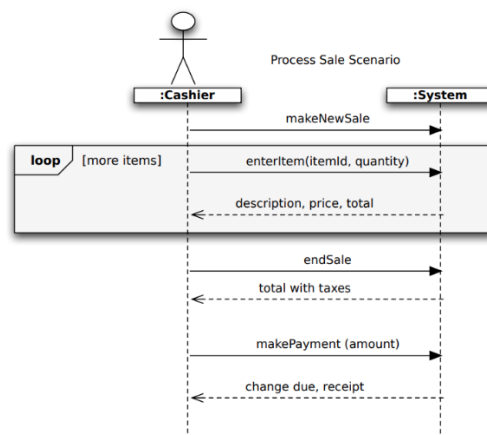 Process Sale Scenario
:Cashier
:System
makeNewSale
loop
[more items]
enterItem(itemId, quantity)
description, price, total
endSale
total with taxes
makePayment (amount)
change due, receipt